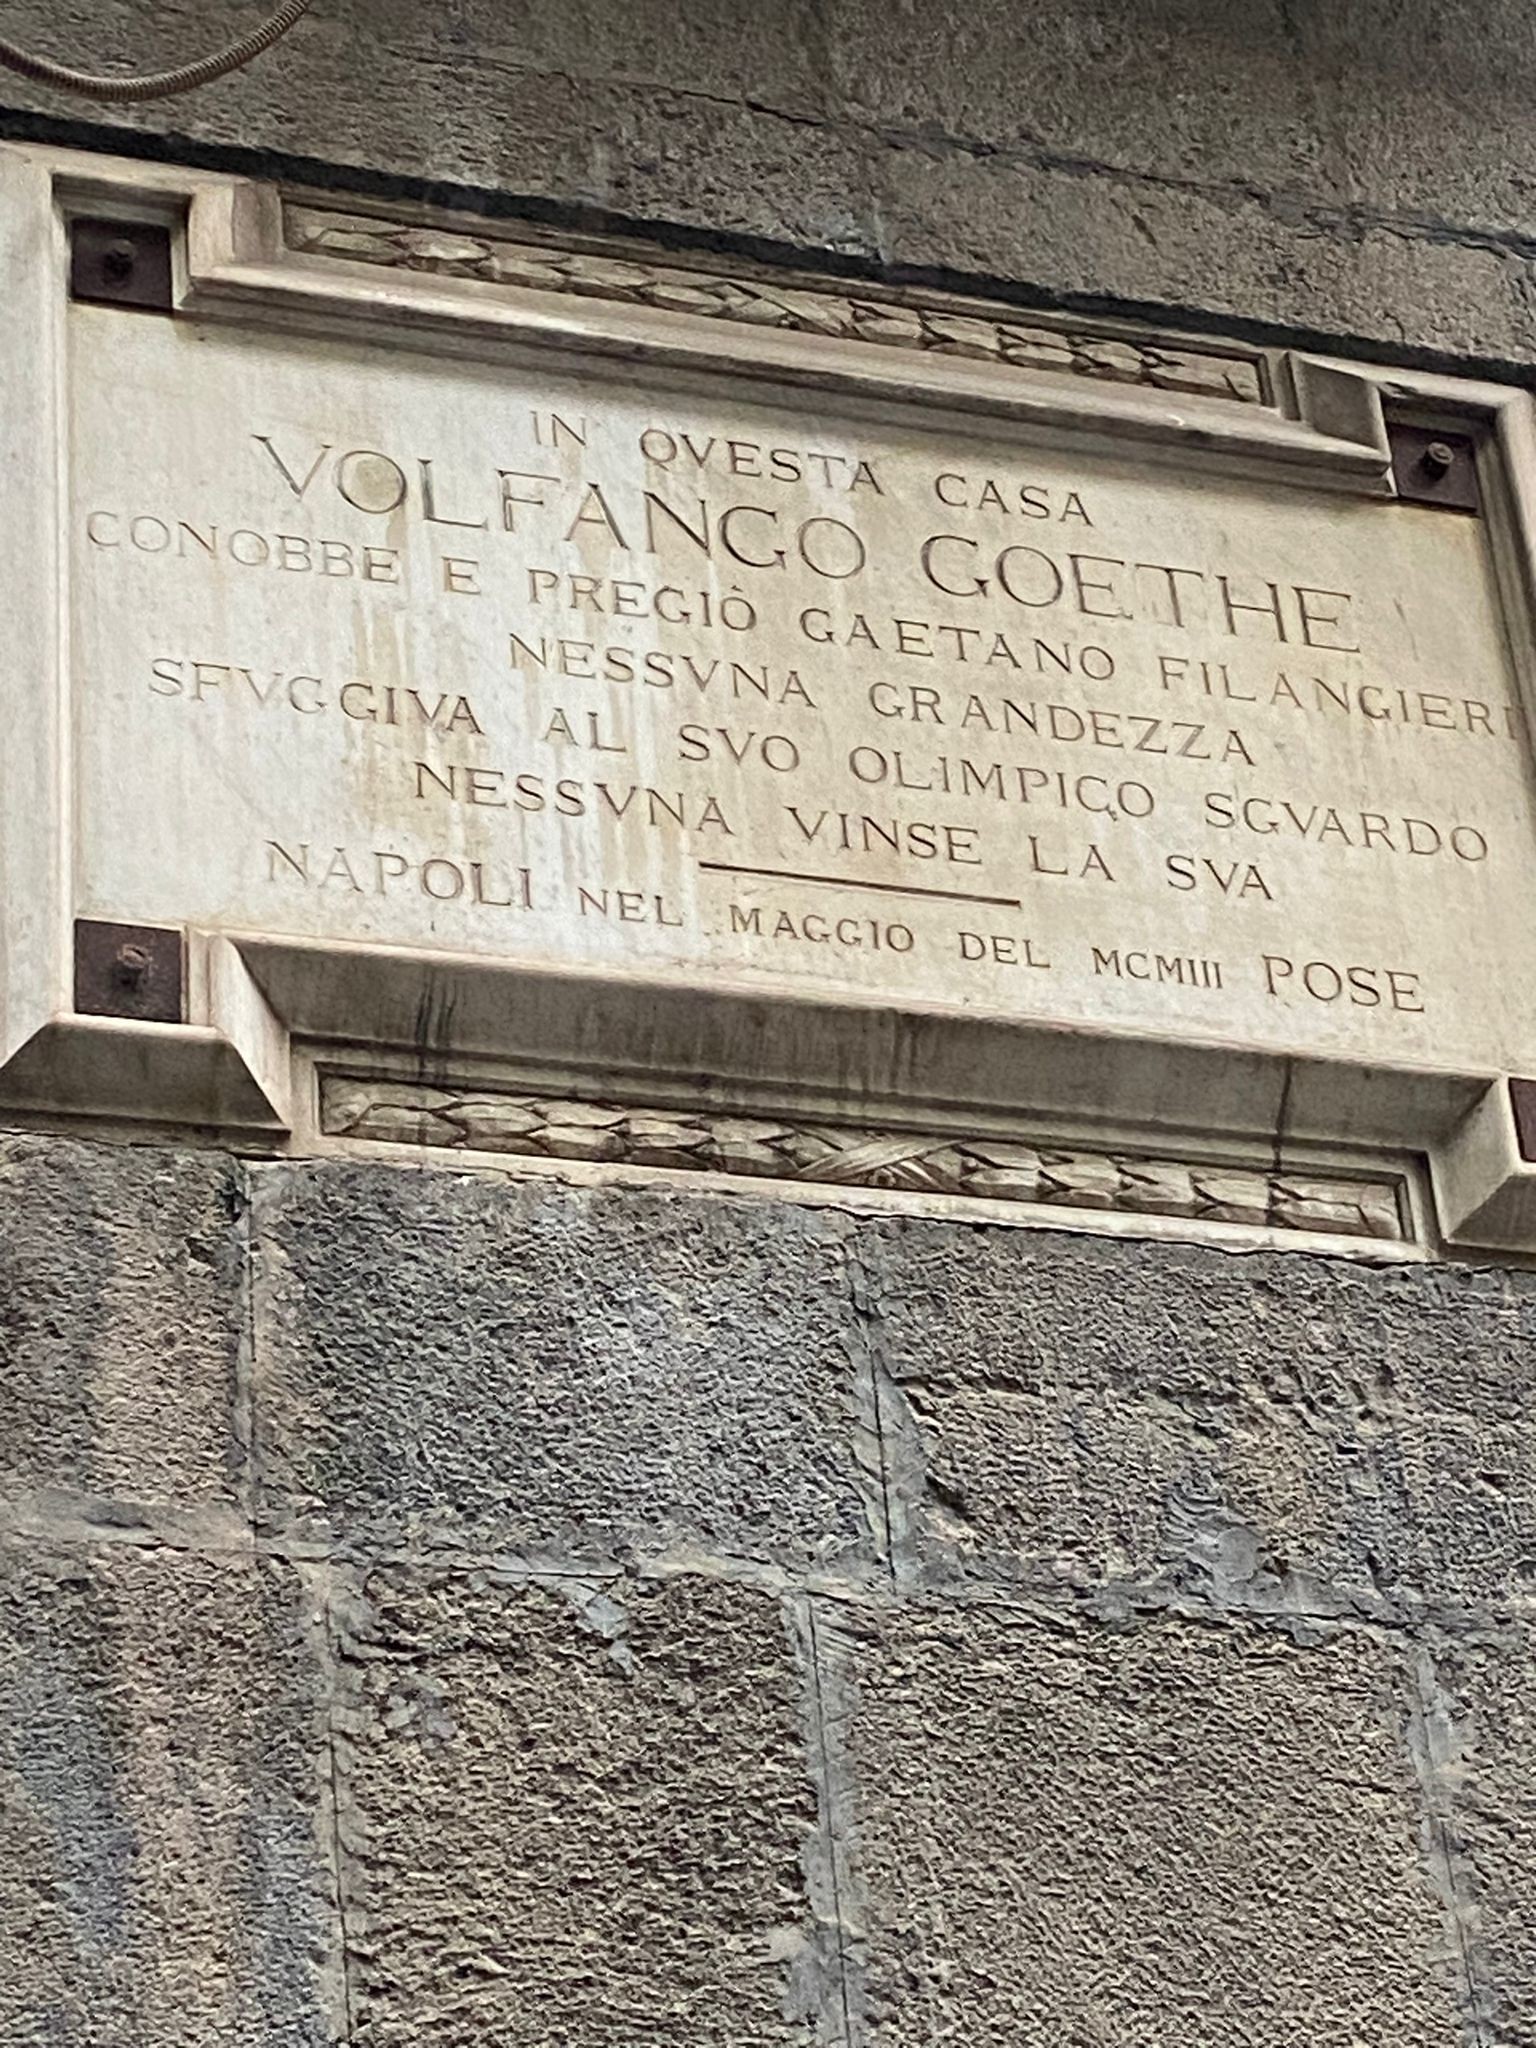 IN QVESTA CASA
VOLFANGO GOETHE
CONOBBE E PREGIÒ GAETANO FILANGIERI
NESSVNA GRANDEZZA
SFVGGIVA AL SVO OLIMPICO SGVARDO
NESSVNA VINSE LA SVA
NAPOLI NEL MAGGIO DEL MCMIII POSE